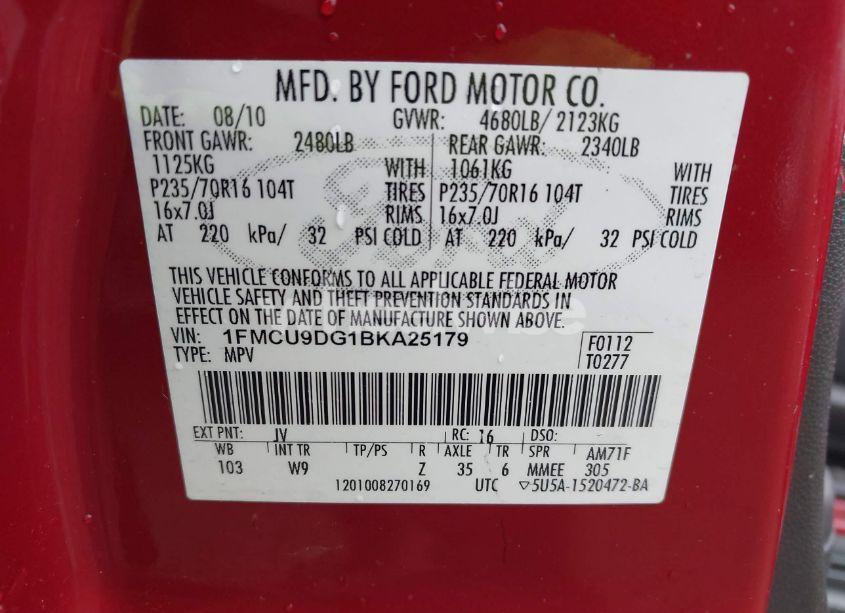 MFD. BY FORD MOTOR CO.
DATE: 08/10 GVWR: 4680LB/ 2123KG
FRONT GAWR: 2480LB REAR GAWR: 2340LB
1125KG WITH 1061KG WITH
P235/70R16 104T TIRES P235/70R16 104T TIRES
16x7.0J RIMS 16x7.0J RIMS
AT 220 kPa/ 32 PSI COLD AT 220 kPa/ 32 PSI COLD
Ford
THIS VEHICLE CONFORMS TO ALL APPLICABLE FEDERAL MOTOR
VEHICLE SAFETY AND THEFT PREVENTION STANDARDS IN
EFFECT ON THE DATE OF MANUFACTURE SHOWN ABOVE.
VIN: 1FMCU9DG1BKA25179 F0112
TYPE: MPV T0277
EXT PNT: JV RC: 16 DSO:
WB INT TR TP/PS R AXLE TR SPR AM71F
103 W9 Z 35 6 MMEE 305
1201008270169 UTC ▽5U5A-1520472-BA